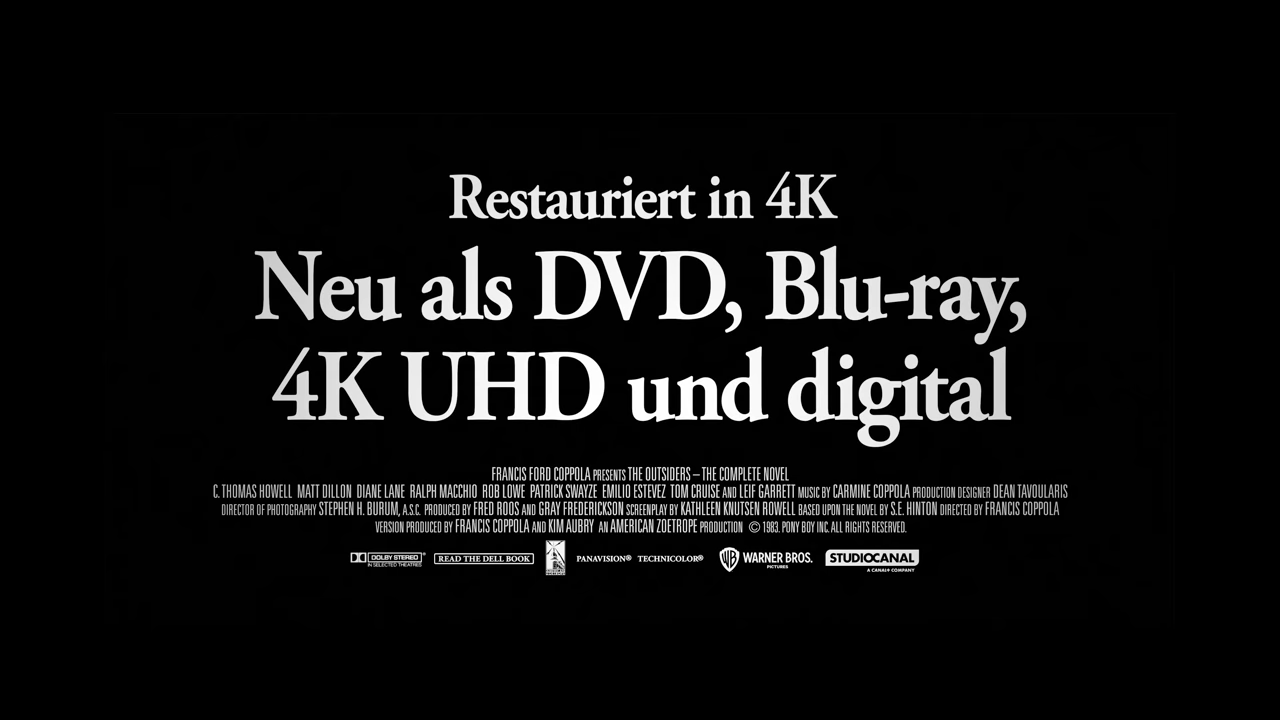 Restauriert in 4K
Neu als DVD, Blu-ray,
4K UHD und digital
FRANCIS FORD COPPOLA PRESENTS THE OUTSIDERS – THE COMPLETE NOVEL
C. THOMAS HOWELL MATT DILLON DIANE LANE RALPH MACCHIO ROB LOWE PATRICK SWAYZE EMILIO ESTEVEZ TOM CRUISE AND LEIF GARRETT MUSIC BY CARMINE COPPOLA PRODUCTION DESIGNER DEAN TAVOULARIS
DIRECTOR OF PHOTOGRAPHY STEPHEN H. BURUM, A.S.C. PRODUCED BY FRED ROOS AND GRAY FREDERICKSON SCREENPLAY BY KATHLEEN KNUTSEN ROWELL BASED UPON THE NOVEL BY S.E. HINTON DIRECTED BY FRANCIS COPPOLA
VERSION PRODUCED BY FRANCIS COPPOLA AND KIM AUBRY AN AMERICAN ZOETROPE PRODUCTION © 1983. PONY BOY INC. ALL RIGHTS RESERVED.
DOLBY STEREO® IN SELECTED THEATRES READ THE DELL BOOK PANAVISION® TECHNICOLOR® WB WARNER BROS. PICTURES STUDIOCANAL A CANAL+ COMPANY